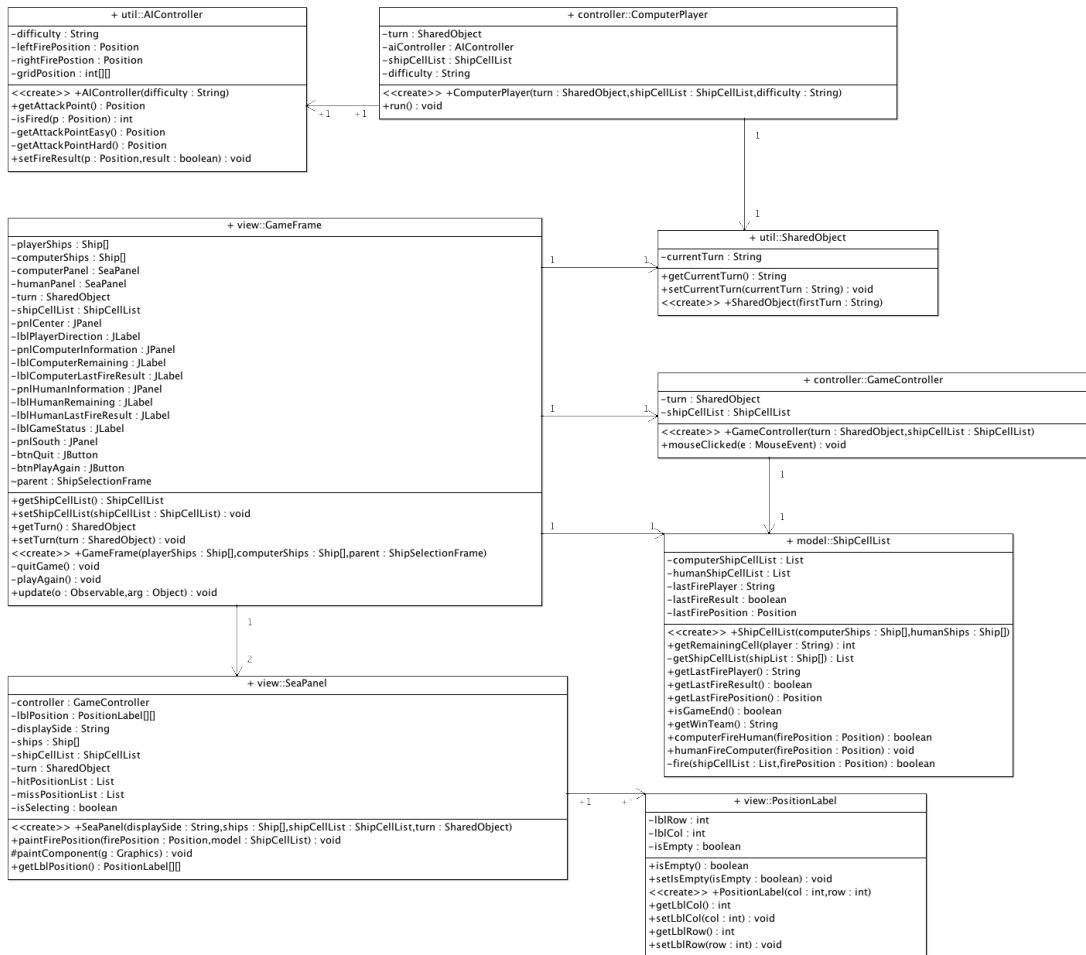 + util::AIController
-difficulty : String
-leftFirePosition : Position
-rightFirePostion : Position
-gridPosition : int[][]
<<create>> +AIController(difficulty : String)
+getAttackPoint() : Position
-isFired(p : Position) : int
-getAttackPointEasy() : Position
-getAttackPointHard() : Position
+setFireResult(p : Position,result : boolean) : void
+ controller::ComputerPlayer
-turn : SharedObject
-aiController : AIController
-shipCellList : ShipCellList
-difficulty : String
<<create>> +ComputerPlayer(turn : SharedObject,shipCellList : ShipCellList,difficulty : String)
+run() : void
+1 +1
1
1
+ view::GameFrame
-playerShips : Ship[]
-computerShips : Ship[]
-computerPanel : SeaPanel
-humanPanel : SeaPanel
-turn : SharedObject
-shipCellList : ShipCellList
-pnlCenter : JPanel
-lblPlayerDirection : JLabel
-pnlComputerInformation : JPanel
-lblComputerRemaining : JLabel
-lblComputerLastFireResult : JLabel
-pnlHumanInformation : JPanel
-lblHumanRemaining : JLabel
-lblHumanLastFireResult : JLabel
-lblGameStatus : JLabel
-pnlSouth : JPanel
-btnQuit : JButton
-btnPlayAgain : JButton
~parent : ShipSelectionFrame
+getShipCellList() : ShipCellList
+setShipCellList(shipCellList : ShipCellList) : void
+getTurn() : SharedObject
+setTurn(turn : SharedObject) : void
<<create>> +GameFrame(playerShips : Ship[],computerShips : Ship[],parent : ShipSelectionFrame)
-quitGame() : void
-playAgain() : void
+update(o : Observable,arg : Object) : void
1 1
+ util::SharedObject
-currentTurn : String
+getCurrentTurn() : String
+setCurrentTurn(currentTurn : String) : void
<<create>> +SharedObject(firstTurn : String)
1 1
+ controller::GameController
-turn : SharedObject
-shipCellList : ShipCellList
<<create>> +GameController(turn : SharedObject,shipCellList : ShipCellList)
+mouseClicked(e : MouseEvent) : void
1
1
1 1
+ model::ShipCellList
-computerShipCellList : List
-humanShipCellList : List
-lastFirePlayer : String
-lastFireResult : boolean
-lastFirePosition : Position
<<create>> +ShipCellList(computerShips : Ship[],humanShips : Ship[])
+getRemainingCell(player : String) : int
-getShipCellList(shipList : Ship[]) : List
+getLastFirePlayer() : String
+getLastFireResult() : boolean
+getLastFirePosition() : Position
+isGameEnd() : boolean
+getWinTeam() : String
+computerFireHuman(firePosition : Position) : boolean
+humanFireComputer(firePosition : Position) : void
-fire(shipCellList : List,firePosition : Position) : boolean
1
2
+ view::SeaPanel
-controller : GameController
-lblPosition : PositionLabel[][]
-displaySide : String
-ships : Ship[]
-shipCellList : ShipCellList
-turn : SharedObject
-hitPositionList : List
-missPositionList : List
-isSelecting : boolean
<<create>> +SeaPanel(displaySide : String,ships : Ship[],shipCellList : ShipCellList,turn : SharedObject)
+paintFirePosition(firePosition : Position,model : ShipCellList) : void
#paintComponent(g : Graphics) : void
+getLblPosition() : PositionLabel[][]
+1
+ view::PositionLabel
-lblRow : int
-lblCol : int
-isEmpty : boolean
+isEmpty() : boolean
+setIsEmpty(isEmpty : boolean) : void
<<create>> +PositionLabel(col : int,row : int)
+getLblCol() : int
+setLblCol(col : int) : void
+getLblRow() : int
+setLblRow(row : int) : void